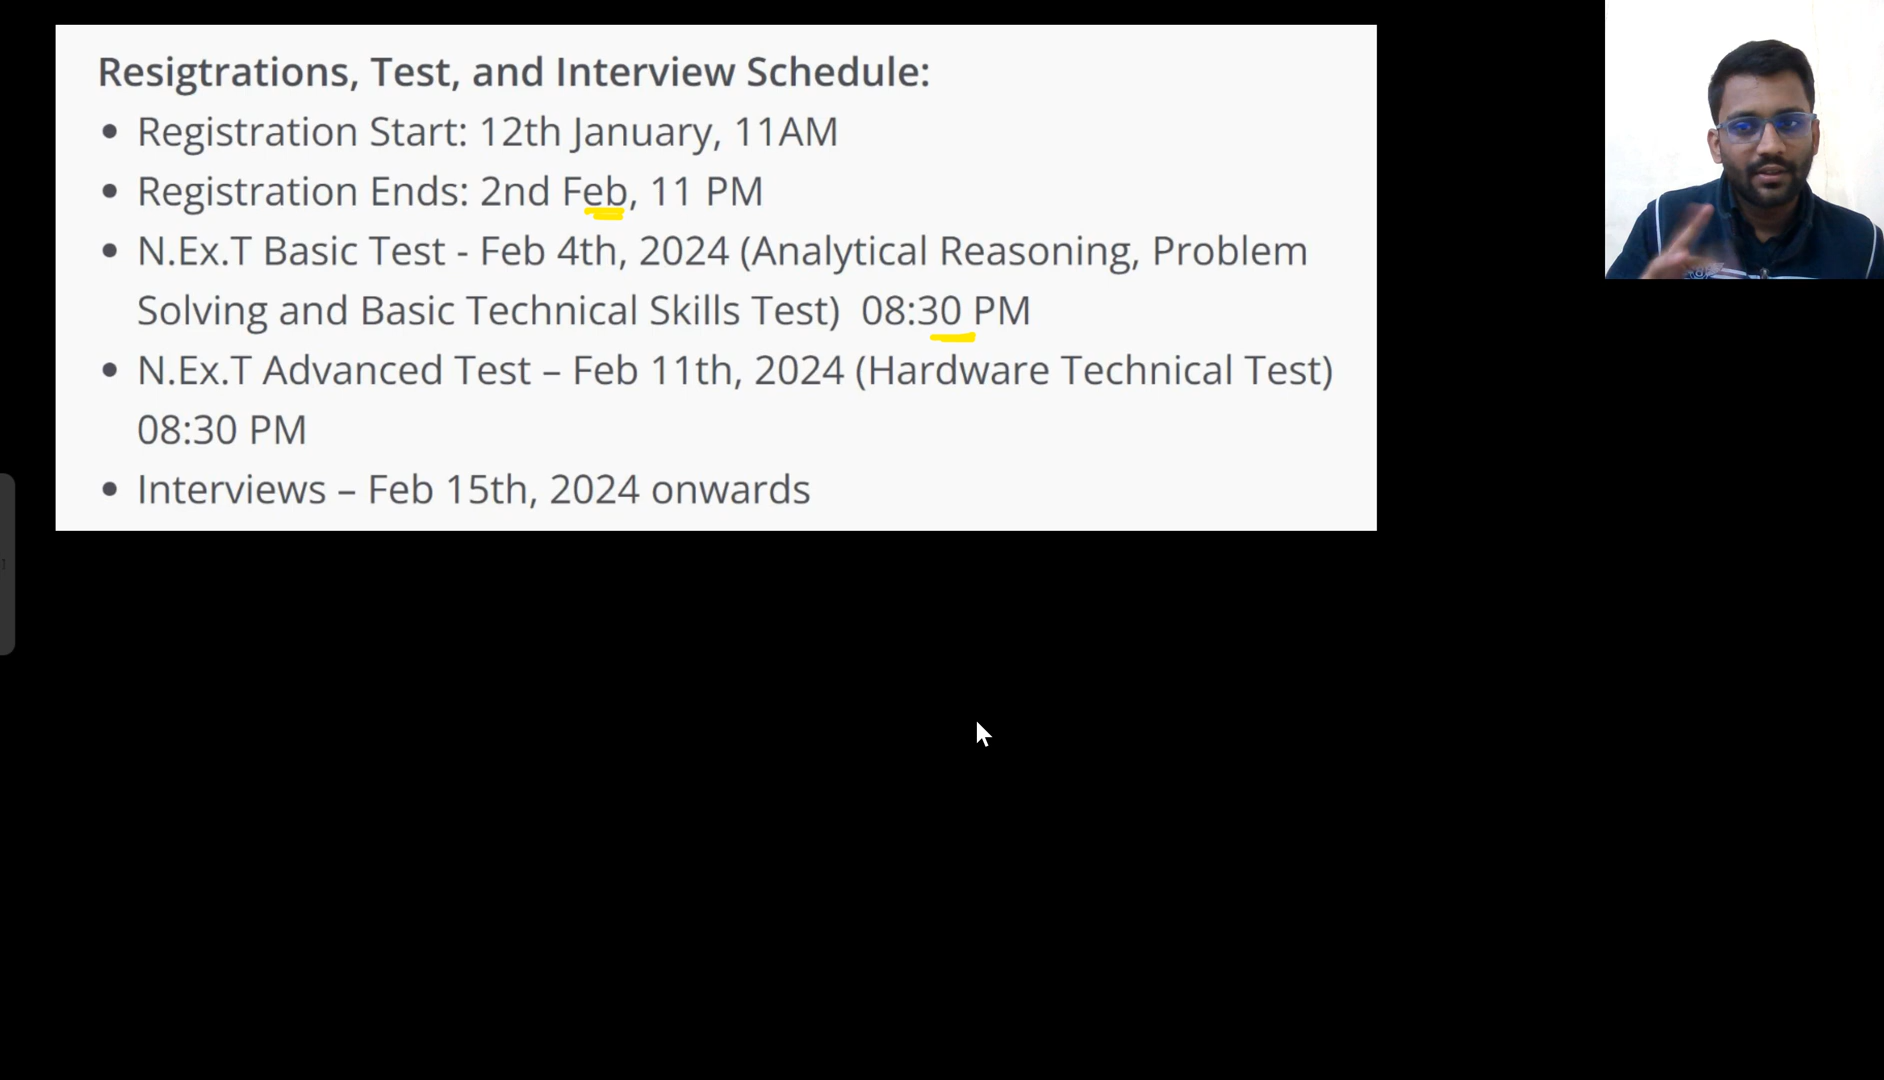 Resigtrations, Test, and Interview Schedule:
• Registration Start: 12th January, 11AM
• Registration Ends: 2nd Feb, 11 PM
• N.Ex.T Basic Test - Feb 4th, 2024 (Analytical Reasoning, Problem
Solving and Basic Technical Skills Test)  08:30 PM
• N.Ex.T Advanced Test – Feb 11th, 2024 (Hardware Technical Test)
08:30 PM
• Interviews – Feb 15th, 2024 onwards